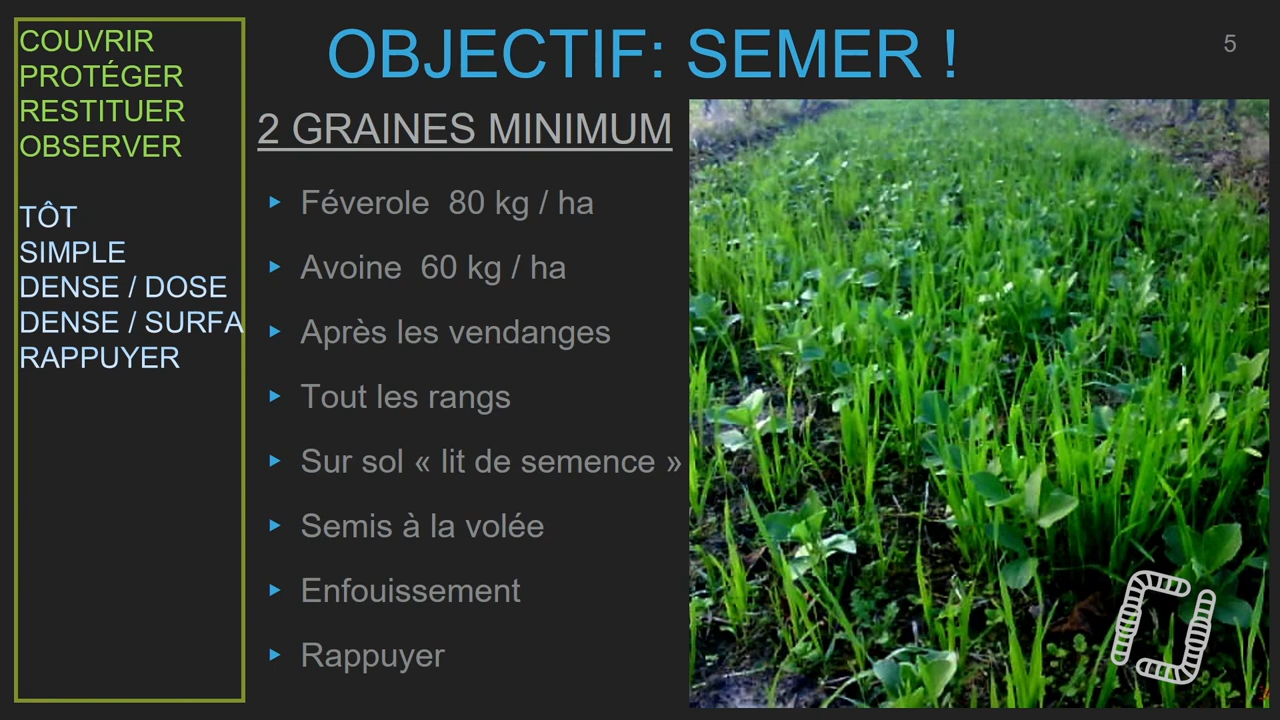 COUVRIR
PROTÉGER
RESTITUER
OBSERVER
TÔT
SIMPLE
DENSE / DOSE
DENSE / SURFA
RAPPUYER
OBJECTIF: SEMER !
5
2 GRAINES MINIMUM
Féverole 80 kg / ha
Avoine 60 kg / ha
Après les vendanges
Tout les rangs
Sur sol « lit de semence »
Semis à la volée
Enfouissement
Rappuyer